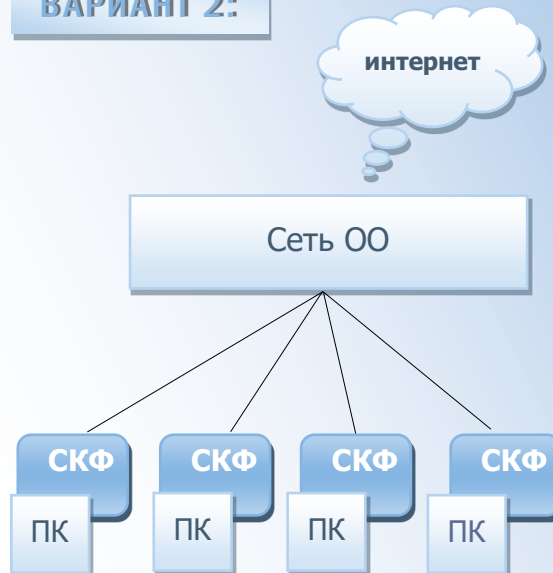 ВАРИАНТ 2:
интернет
Сеть ОО
СКФ СКФ СКФ СКФ
ПК ПК ПК ПК